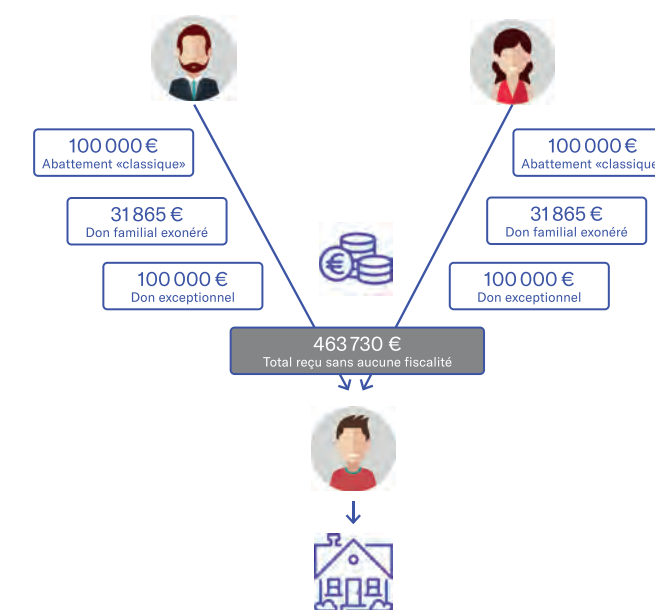 100 000 €
Abattement «classique»
100 000 €
Abattement «classique
31 865 €
Don familial exonéré
31 865 €
Don familial exonéré
100 000 €
Don exceptionnel
100 000 €
Don exceptionnel
463 730 €
Total reçu sans aucune fiscalité